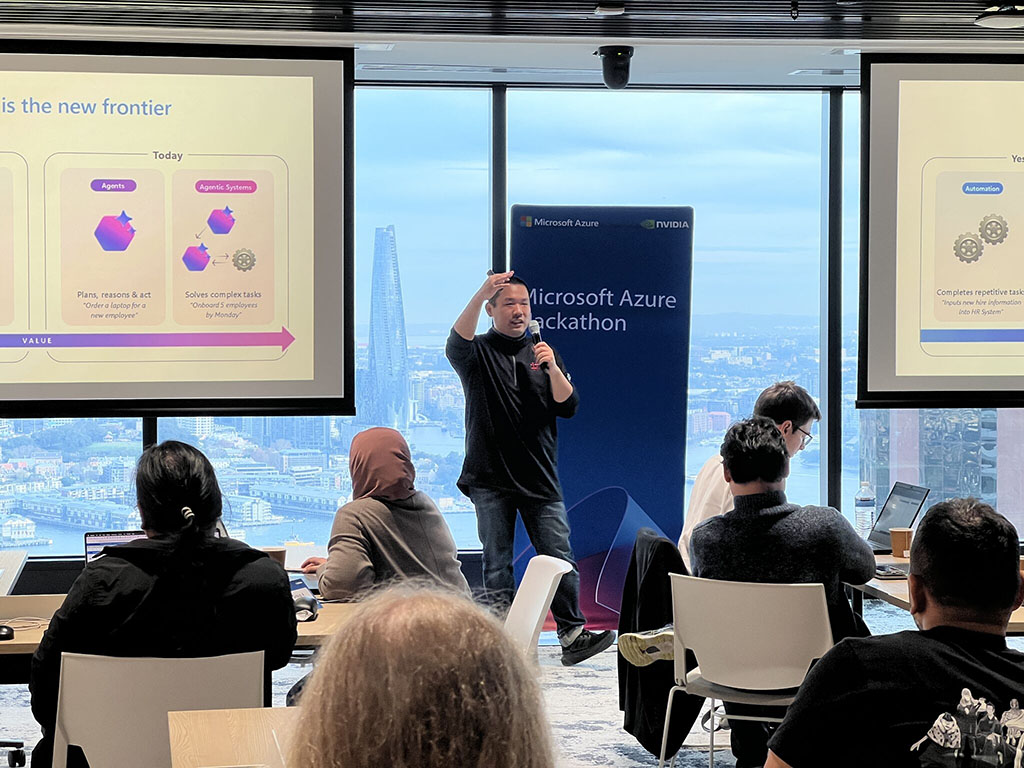 is the new frontier
Today
Agents
Agentic Systems
Plans, reasons & act
"Order a laptop for a
new employee"
Solves complex tasks
"Onboard 5 employees
by Monday"
VALUE
Microsoft Azure
NVIDIA
Microsoft Azure
ackathon
Yes
Automation
Completes repetitive task
"Inputs new hire information
into HR System"